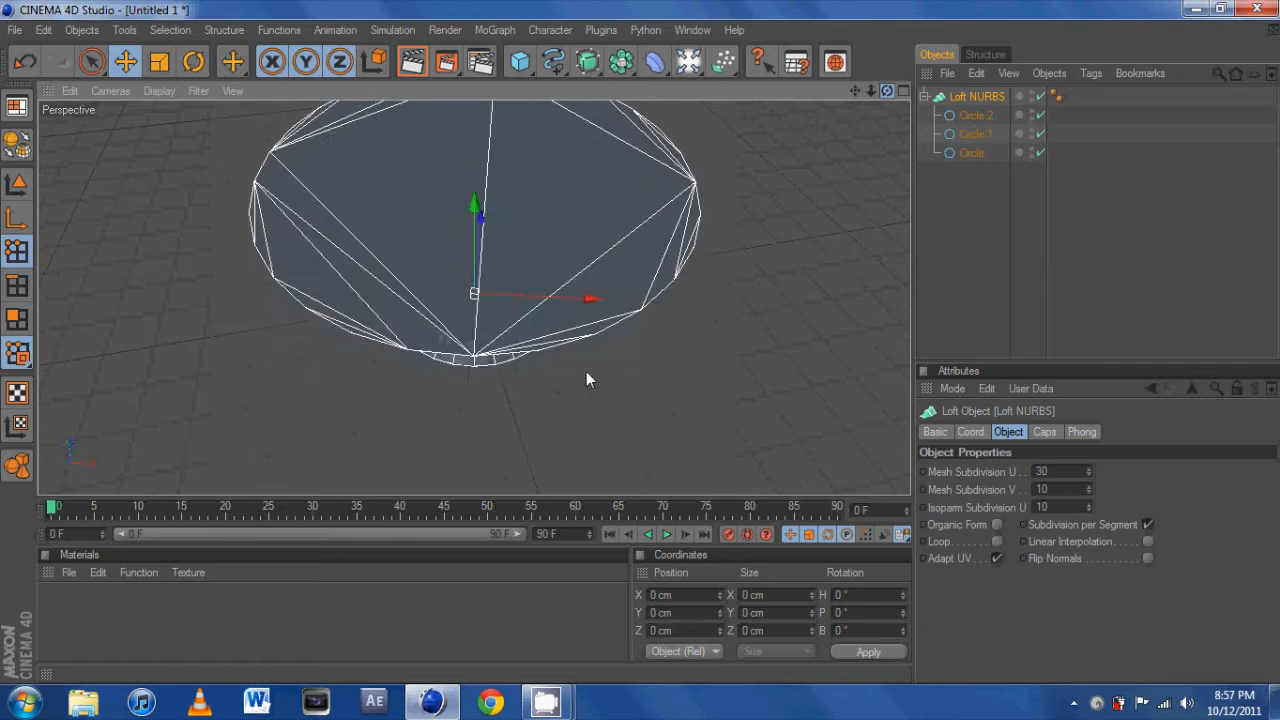 CINEMA 4D Studio - [Untitled 1 *]
File Edit Objects Tools Selection Structure Functions Animation Simulation Render MoGraph Character Plugins Python Window Help
Edit Cameras Display Filter View
Perspective
Objects Structure
File Edit View Objects Tags Bookmarks
Loft NURBS
Circle 2
Circle 1
Circle
Attributes
Mode Edit User Data
Loft Object [Loft NURBS]
Basic Coord. Object Caps Phong
Object Properties
Mesh Subdivision U . . 30
Mesh Subdivision V . . 10
Isoparm Subdivision U 10
Organic Form Subdivision per Segment
Loop . . . . . . . Linear Interpolation . . . . .
Adapt UV . . . Flip Normals . . . . . . . . . .
0 5 10 15 20 25 30 35 40 45 50 55 60 65 70 75 80 85 90 0 F
0 F 0 F 90 F 90 F
Materials
File Edit Function Texture
Coordinates
Position Size Rotation
X 0 cm X 0 cm H 0 °
Y 0 cm Y 0 cm P 0 °
Z 0 cm Z 0 cm B 0 °
Object (Rel) Size Apply
MAXON
CINEMA 4D
8:57 PM
10/12/2011